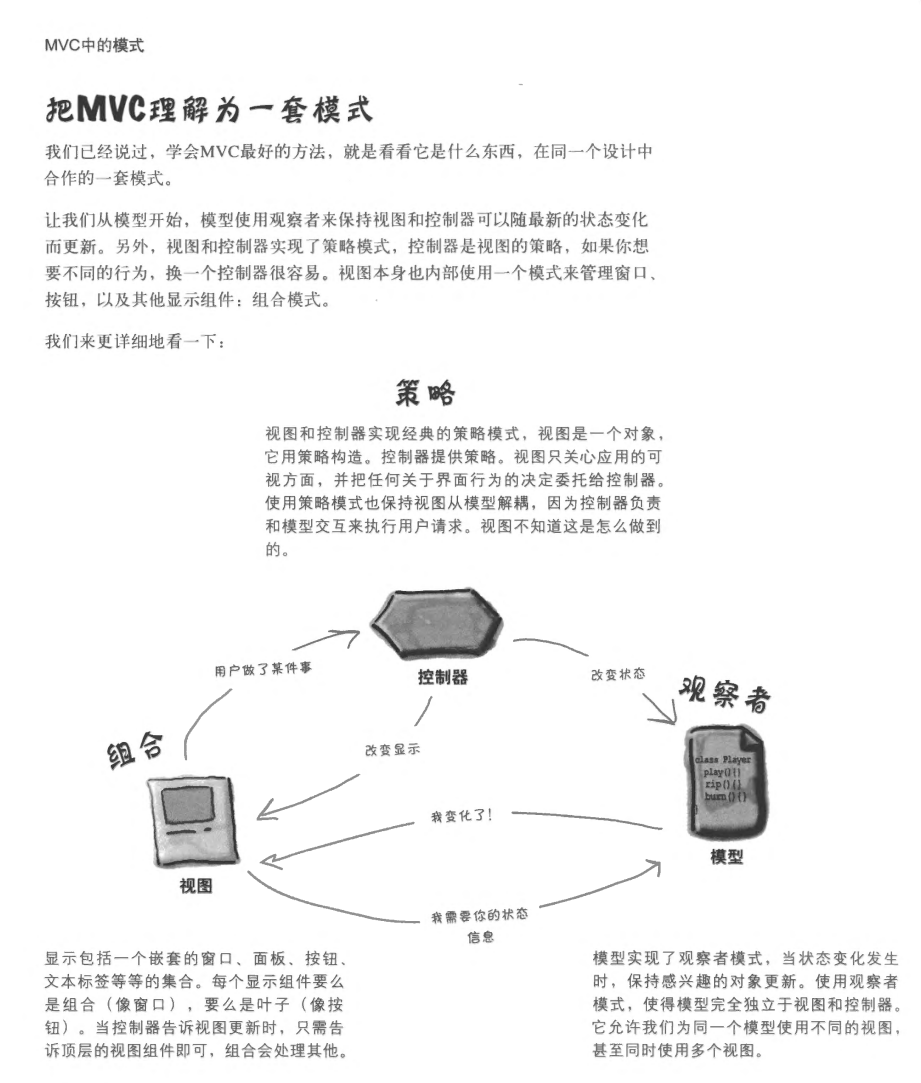 MVC中的模式
把MVC理解为一套模式
我们已经说过，学会MVC最好的方法，就是看看它是什么东西，在同一个设计中
合作的一套模式。
让我们从模型开始，模型使用观察者来保持视图和控制器可以随最新的状态变化
而更新。另外，视图和控制器实现了策略模式，控制器是视图的策略，如果你想
要不同的行为，换一个控制器很容易。视图本身也内部使用一个模式来管理窗口、
按钮，以及其他显示组件：组合模式。
我们来更详细地看一下：
策略
视图和控制器实现经典的策略模式，视图是一个对象，
它用策略构造。控制器提供策略。视图只关心应用的可
视方面，并把任何关于界面行为的决定委托给控制器。
使用策略模式也保持视图从模型解耦，因为控制器负责
和模型交互来执行用户请求。视图不知道这是怎么做到
的。
用户做了某件事
控制器
改变状态
观察者
组合
改变显示
class Player
play(){}
rip(){}
burn(){}
}
我变化了！
模型
视图
我需要你的状态
信息
显示包括一个嵌套的窗口、面板、按钮、
文本标签等等的集合。每个显示组件要么
是组合（像窗口），要么是叶子（像按
钮）。当控制器告诉视图更新时，只需告
诉顶层的视图组件即可，组合会处理其他。
模型实现了观察者模式，当状态变化发生
时，保持感兴趣的对象更新。使用观察者
模式，使得模型完全独立于视图和控制器。
它允许我们为同一个模型使用不同的视图，
甚至同时使用多个视图。